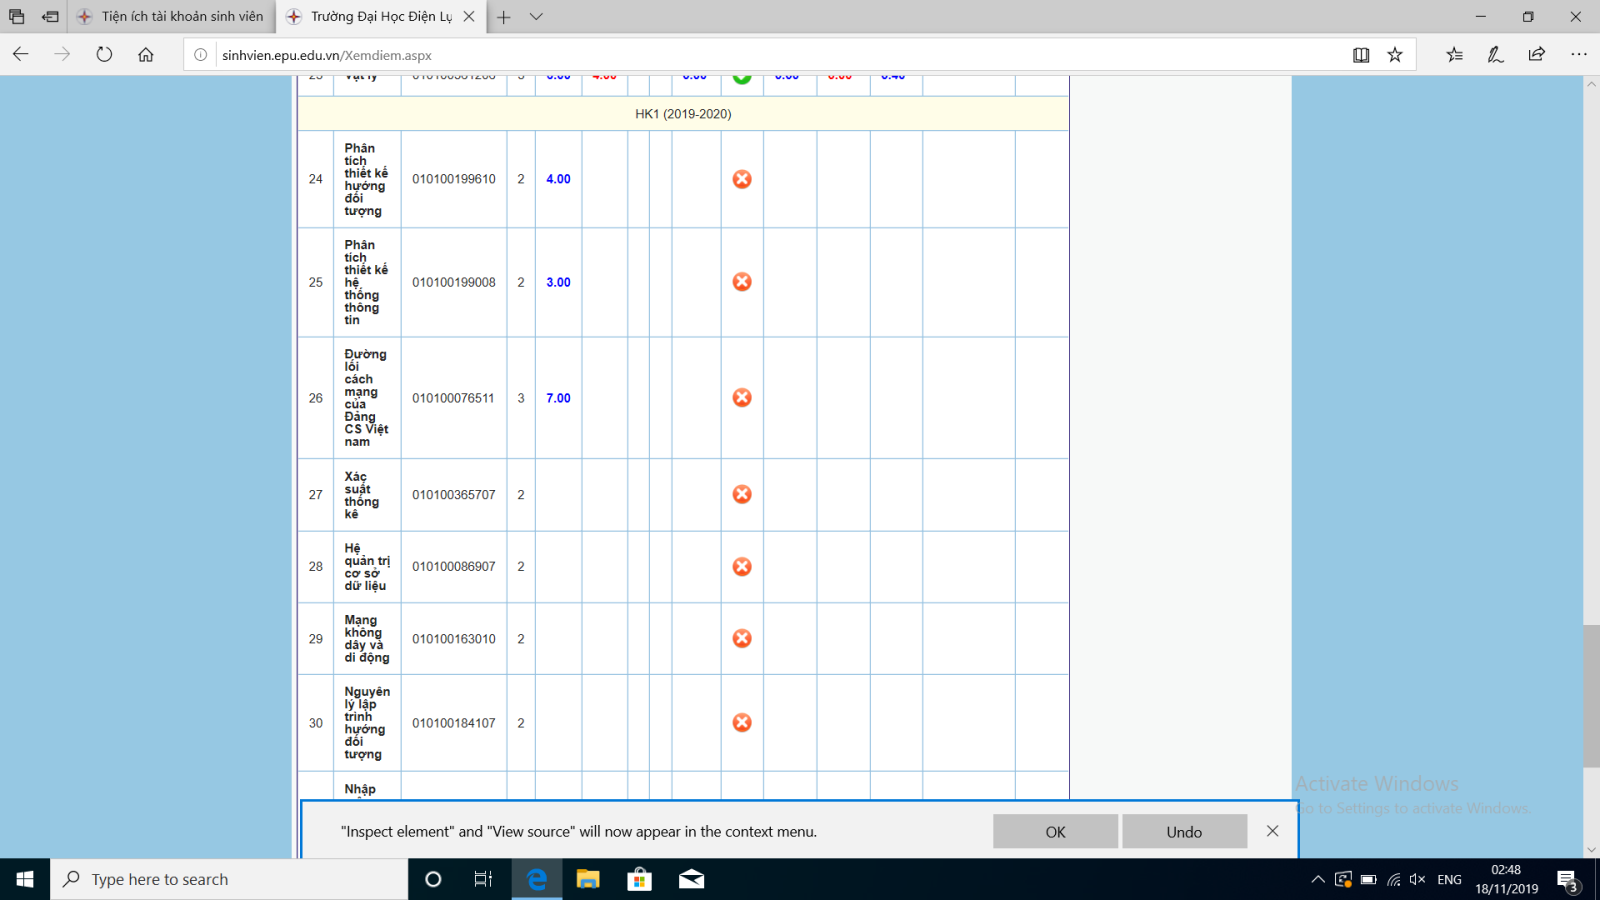 Tiện ích tài khoản sinh viên
Trường Đại Học Điện Lự
sinhvien.epu.edu.vn/Xemdiem.aspx
HK1 (2019-2020)
24 Phân tích thiết kế hướng đối tượng 010100199610 2 4.00
25 Phân tích thiết kế hệ thống thông tin 010100199008 2 3.00
26 Đường lối cách mạng của Đảng CS Việt nam 010100076511 3 7.00
27 Xác suất thống kê 010100365707 2
28 Hệ quản trị cơ sở dữ liệu 010100086907 2
29 Mạng không dây và di động 010100163010 2
30 Nguyên lý lập trình hướng đối tượng 010100184107 2
Nhập
Activate Windows
Go to Settings to activate Windows.
"Inspect element" and "View source" will now appear in the context menu.
OK
Undo
Type here to search
ENG
02:48
18/11/2019
3